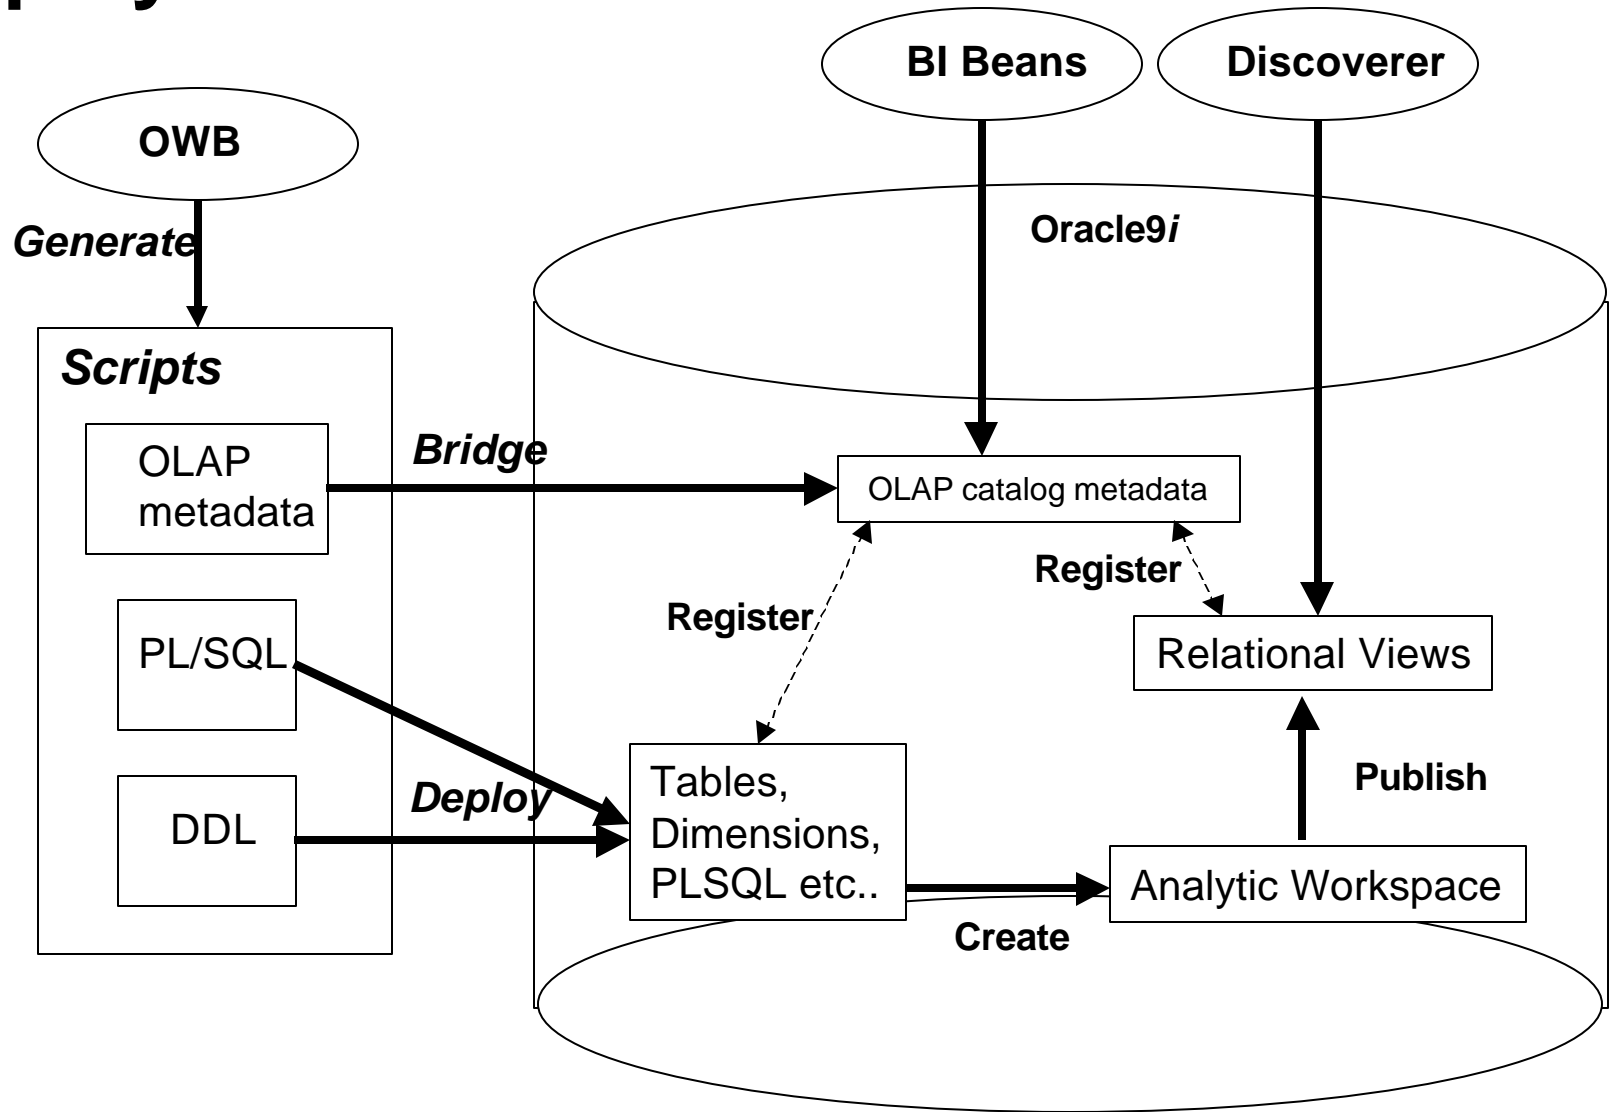 BI Beans
Discoverer
OWB
Generate
Oracle9i
Scripts
OLAP
metadata
Bridge
OLAP catalog metadata
Register
Register
PL/SQL
Relational Views
Deploy
DDL
Tables,
Dimensions,
PLSQL etc..
Publish
Analytic Workspace
Create